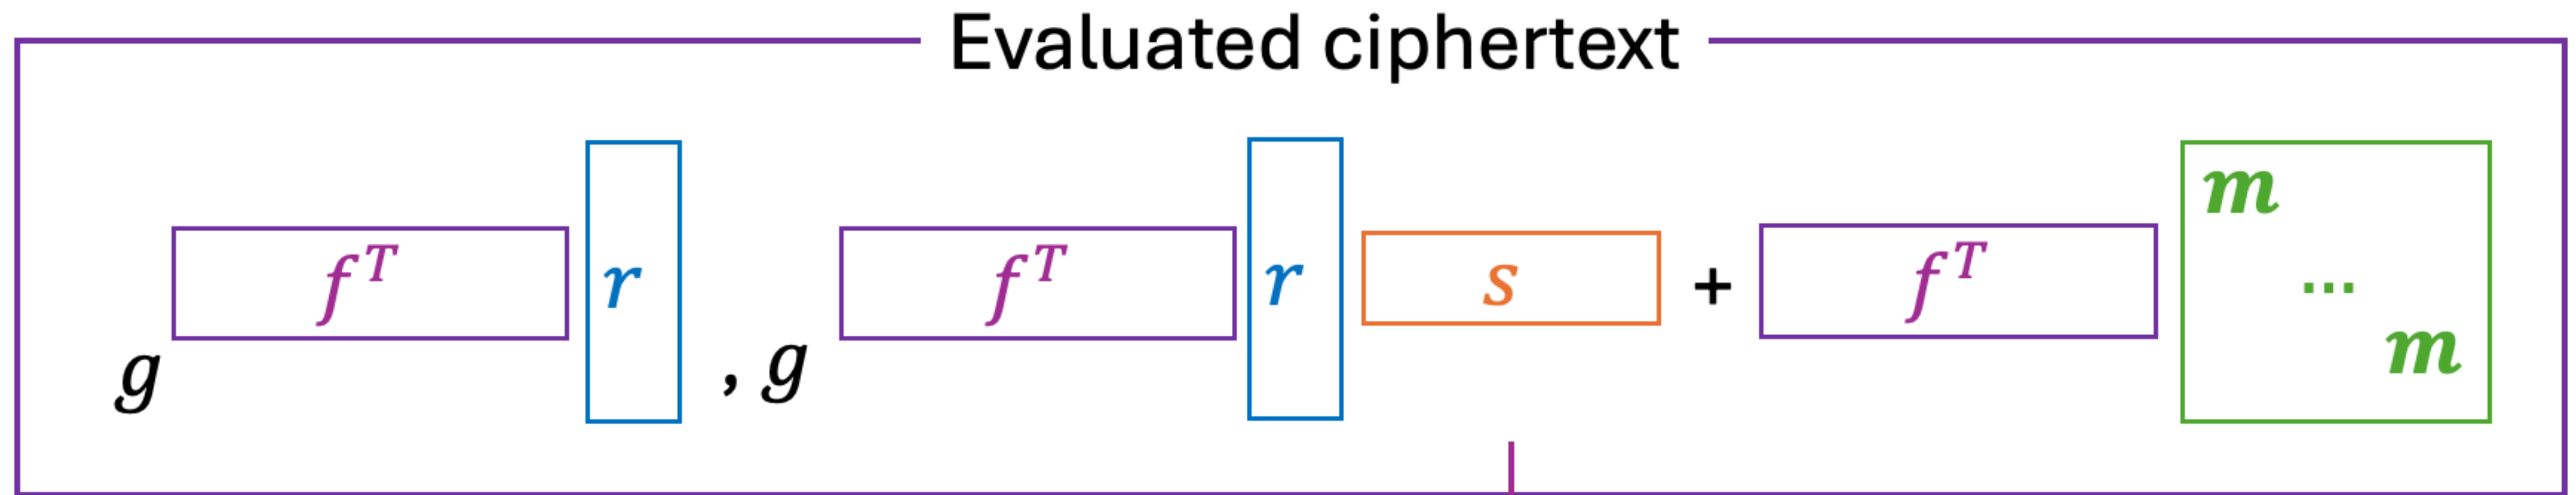 Evaluated ciphertext
g f^T r , g f^T r s + f^T m ... m